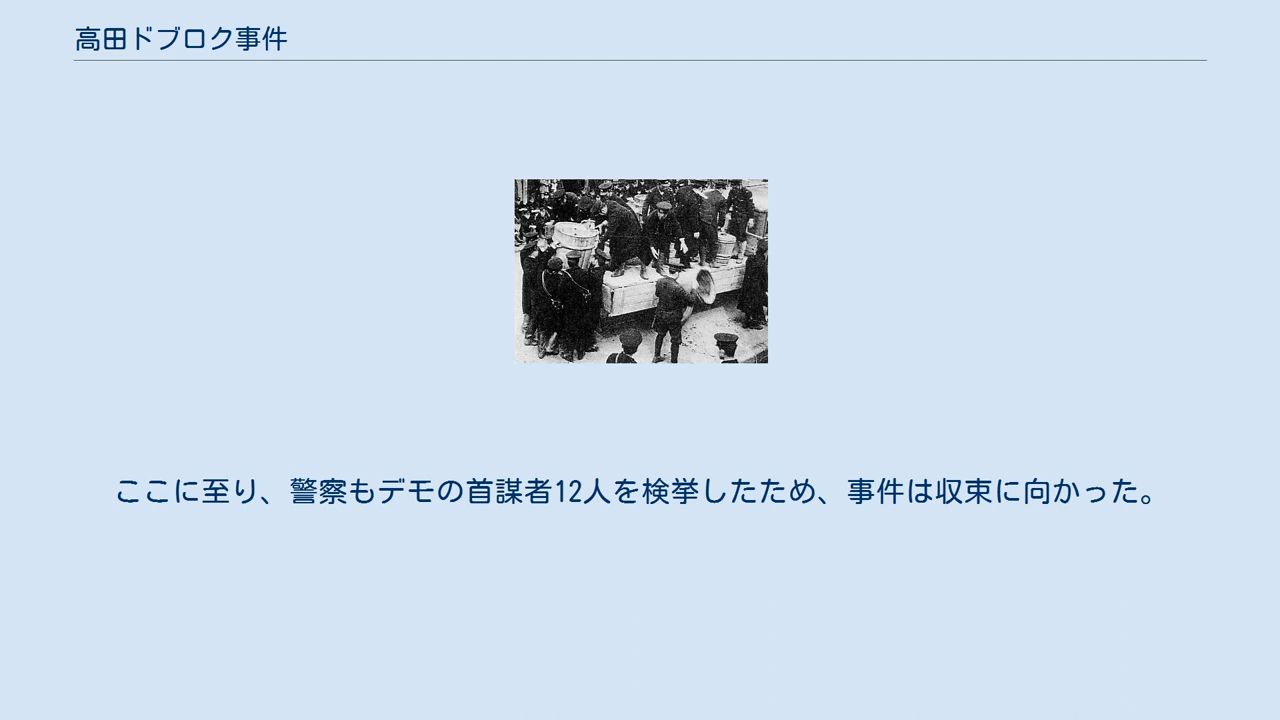 高田ドブロク事件
ここに至り、警察もデモの首謀者12人を検挙したため、事件は収束に向かった。